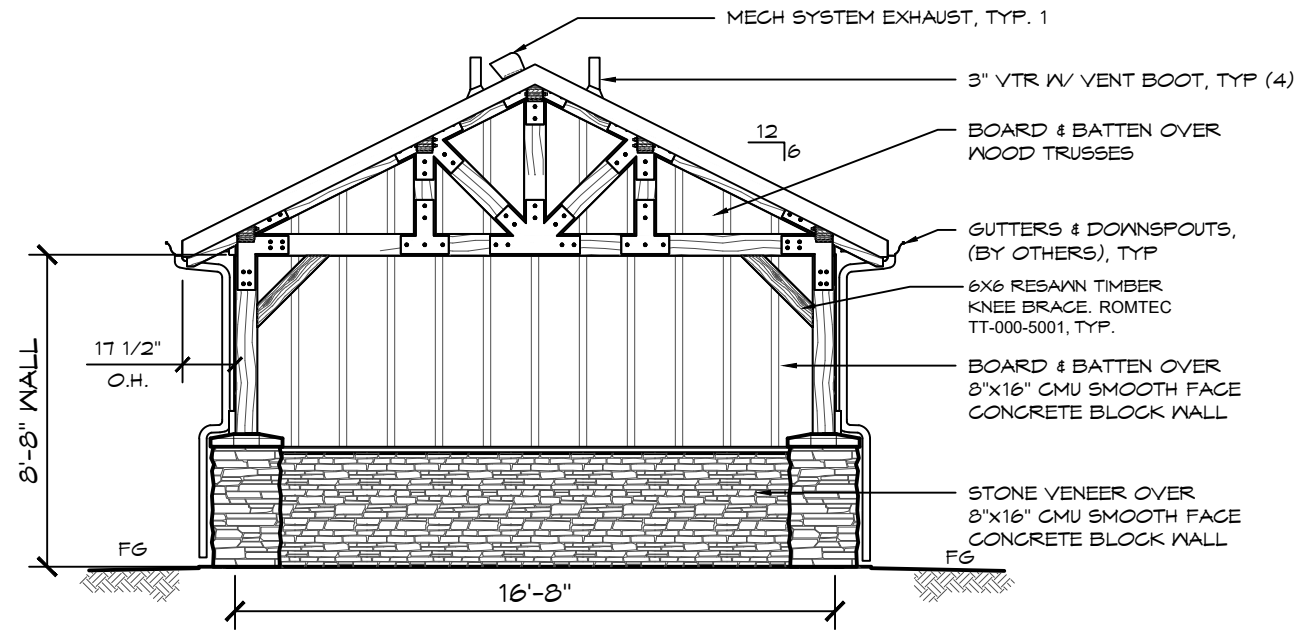 MECH SYSTEM EXHAUST, TYP. 1
3" VTR W/ VENT BOOT, TYP (4)
12
6
BOARD & BATTEN OVER
WOOD TRUSSES
GUTTERS & DOWNSPOUTS,
(BY OTHERS), TYP
6X6 RESAWN TIMBER
KNEE BRACE. ROMTEC
TT-000-5001, TYP.
17 1/2"
O.H.
8'-8" WALL
BOARD & BATTEN OVER
8"x16" CMU SMOOTH FACE
CONCRETE BLOCK WALL
STONE VENEER OVER
8"x16" CMU SMOOTH FACE
CONCRETE BLOCK WALL
FG
FG
16'-8"